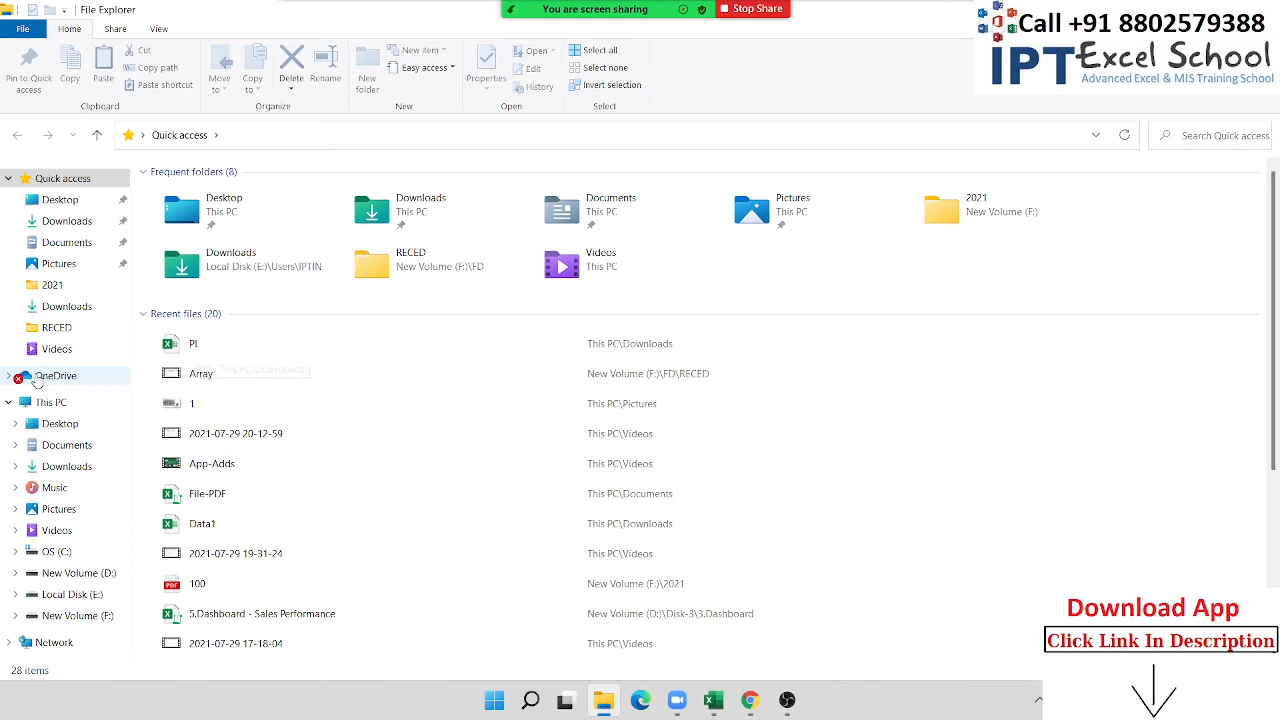 File Explorer
You are screen sharing
Stop Share
Call +91 8802579388
IPT Excel School
Advanced Excel & MIS Training School
File
Home
Share
View
Pin to Quick access
Copy
Paste
Cut
Copy path
Paste shortcut
Clipboard
Move to
Copy to
Delete
Rename
Organize
New folder
New item
Easy access
New
Properties
Open
Edit
History
Open
Select all
Select none
Invert selection
Select
Quick access
Search Quick access
Quick access
Desktop
Downloads
Documents
Pictures
2021
Downloads
RECED
Videos
OneDrive
This PC
Desktop
Documents
Downloads
Music
Pictures
Videos
OS (C:)
New Volume (D:)
Local Disk (E:)
New Volume (F:)
Network
28 items
Frequent folders (8)
Desktop
This PC
Downloads
This PC
Documents
This PC
Pictures
This PC
2021
New Volume (F:)
Downloads
Local Disk (E:)\Users\IPTIN
RECED
New Volume (F:)\FD
Videos
This PC
Recent files (20)
PL This PC\Downloads
Array This PC\Downloads New Volume (F:)\FD\RECED
1 This PC\Pictures
2021-07-29 20-12-59 This PC\Videos
App-Adds This PC\Videos
File-PDF This PC\Documents
Data1 This PC\Downloads
2021-07-29 19-31-24 This PC\Videos
100 New Volume (F:)\2021
5.Dashboard - Sales Performance New Volume (D:)\Disk-3\3.Dashboard
2021-07-29 17-18-04 This PC\Videos
Download App
Click Link In Description